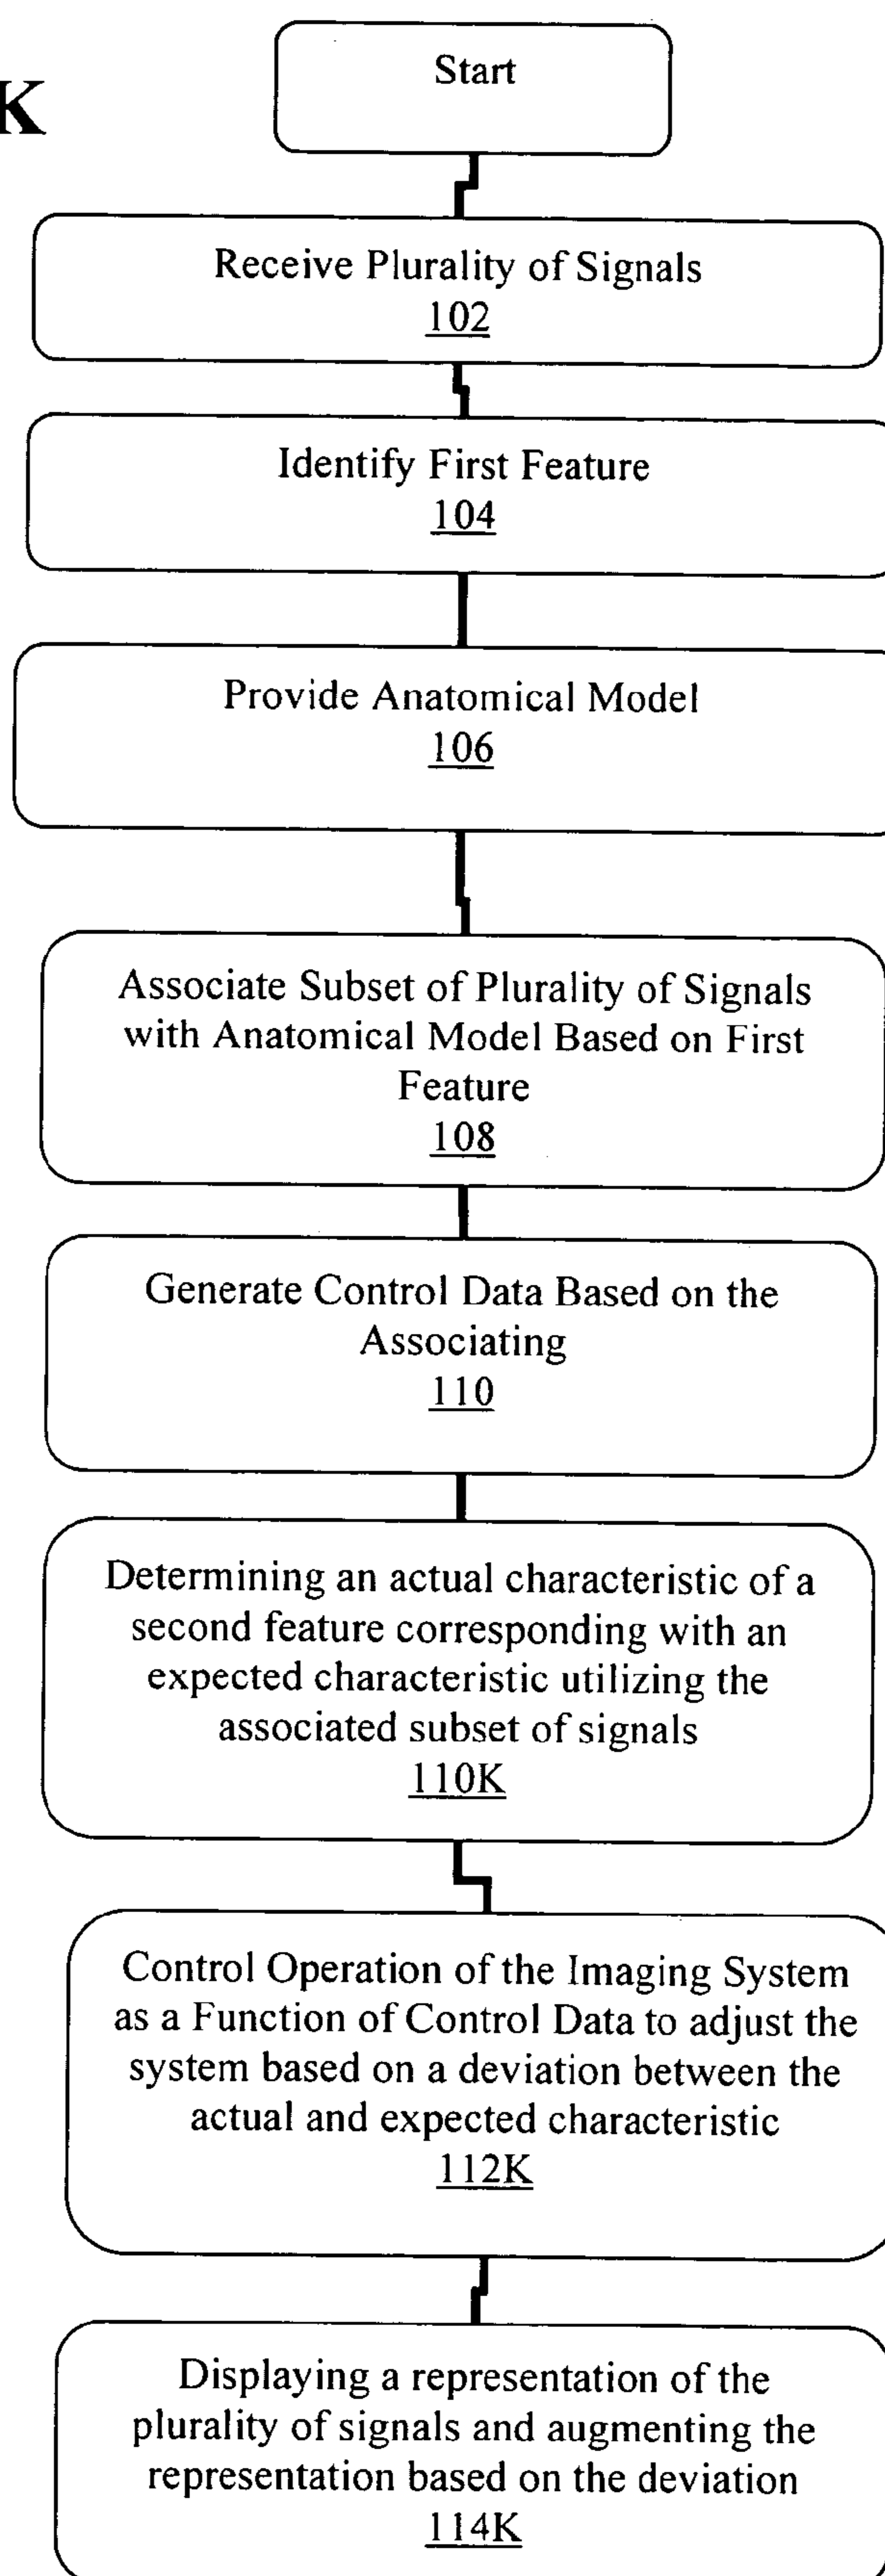 K
Start
Receive Plurality of Signals
102
Identify First Feature
104
Provide Anatomical Model
106
Associate Subset of Plurality of Signals
with Anatomical Model Based on First
Feature
108
Generate Control Data Based on the
Associating
110
Determining an actual characteristic of a
second feature corresponding with an
expected characteristic utilizing the
associated subset of signals
110K
Control Operation of the Imaging System
as a Function of Control Data to adjust the
system based on a deviation between the
actual and expected characteristic
112K
Displaying a representation of the
plurality of signals and augmenting the
representation based on the deviation
114K